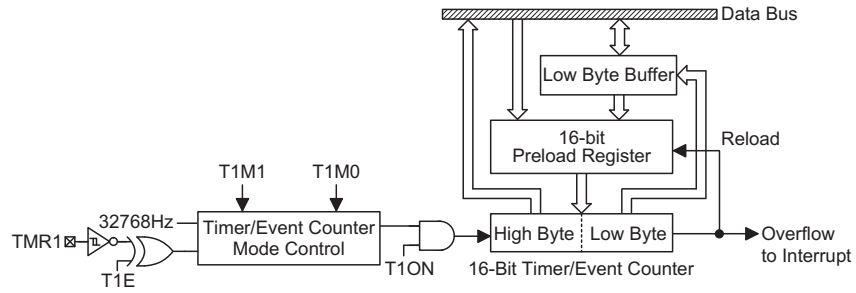 Data Bus
Low Byte Buffer
16-bit
Preload Register
Reload
T1M1
T1M0
32768Hz
TMR1
Timer/Event Counter
Mode Control
High Byte
Low Byte
Overflow
to Interrupt
T1E
T1ON
16-Bit Timer/Event Counter